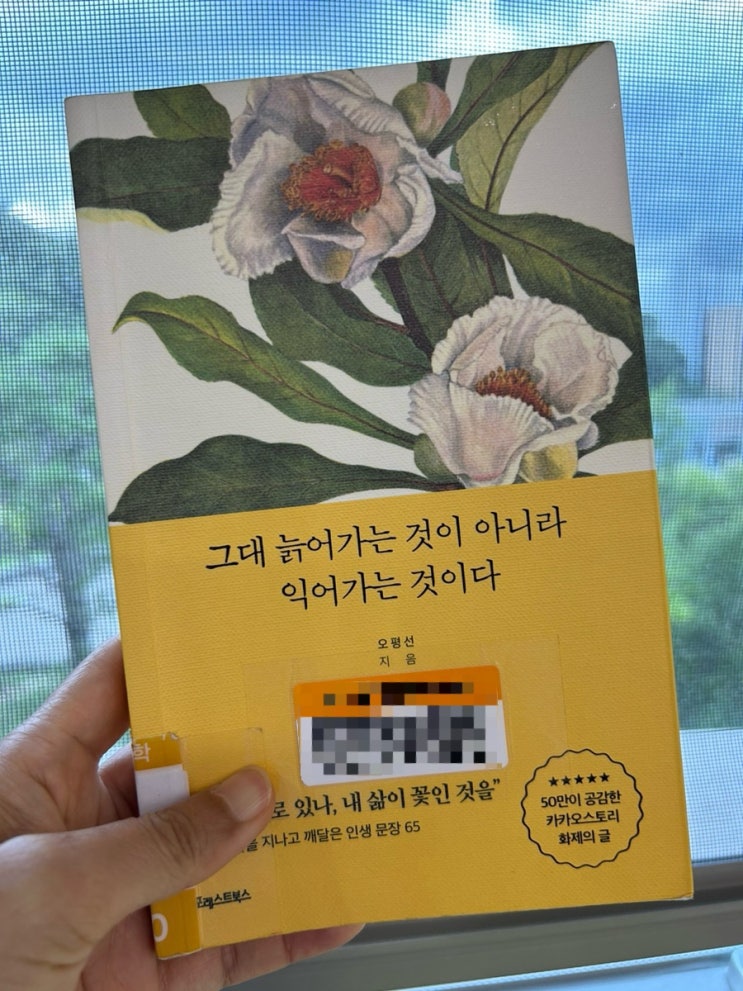 그대 늙어가는 것이 아니라
익어가는 것이다
오평선
지 음
학
로 있나, 내 삶이 꽃인 것을”
지나고 깨달은 인생 문장 65
★★★★★
50만이 공감한
카카오스토리
화제의 글
포레스트북스
0